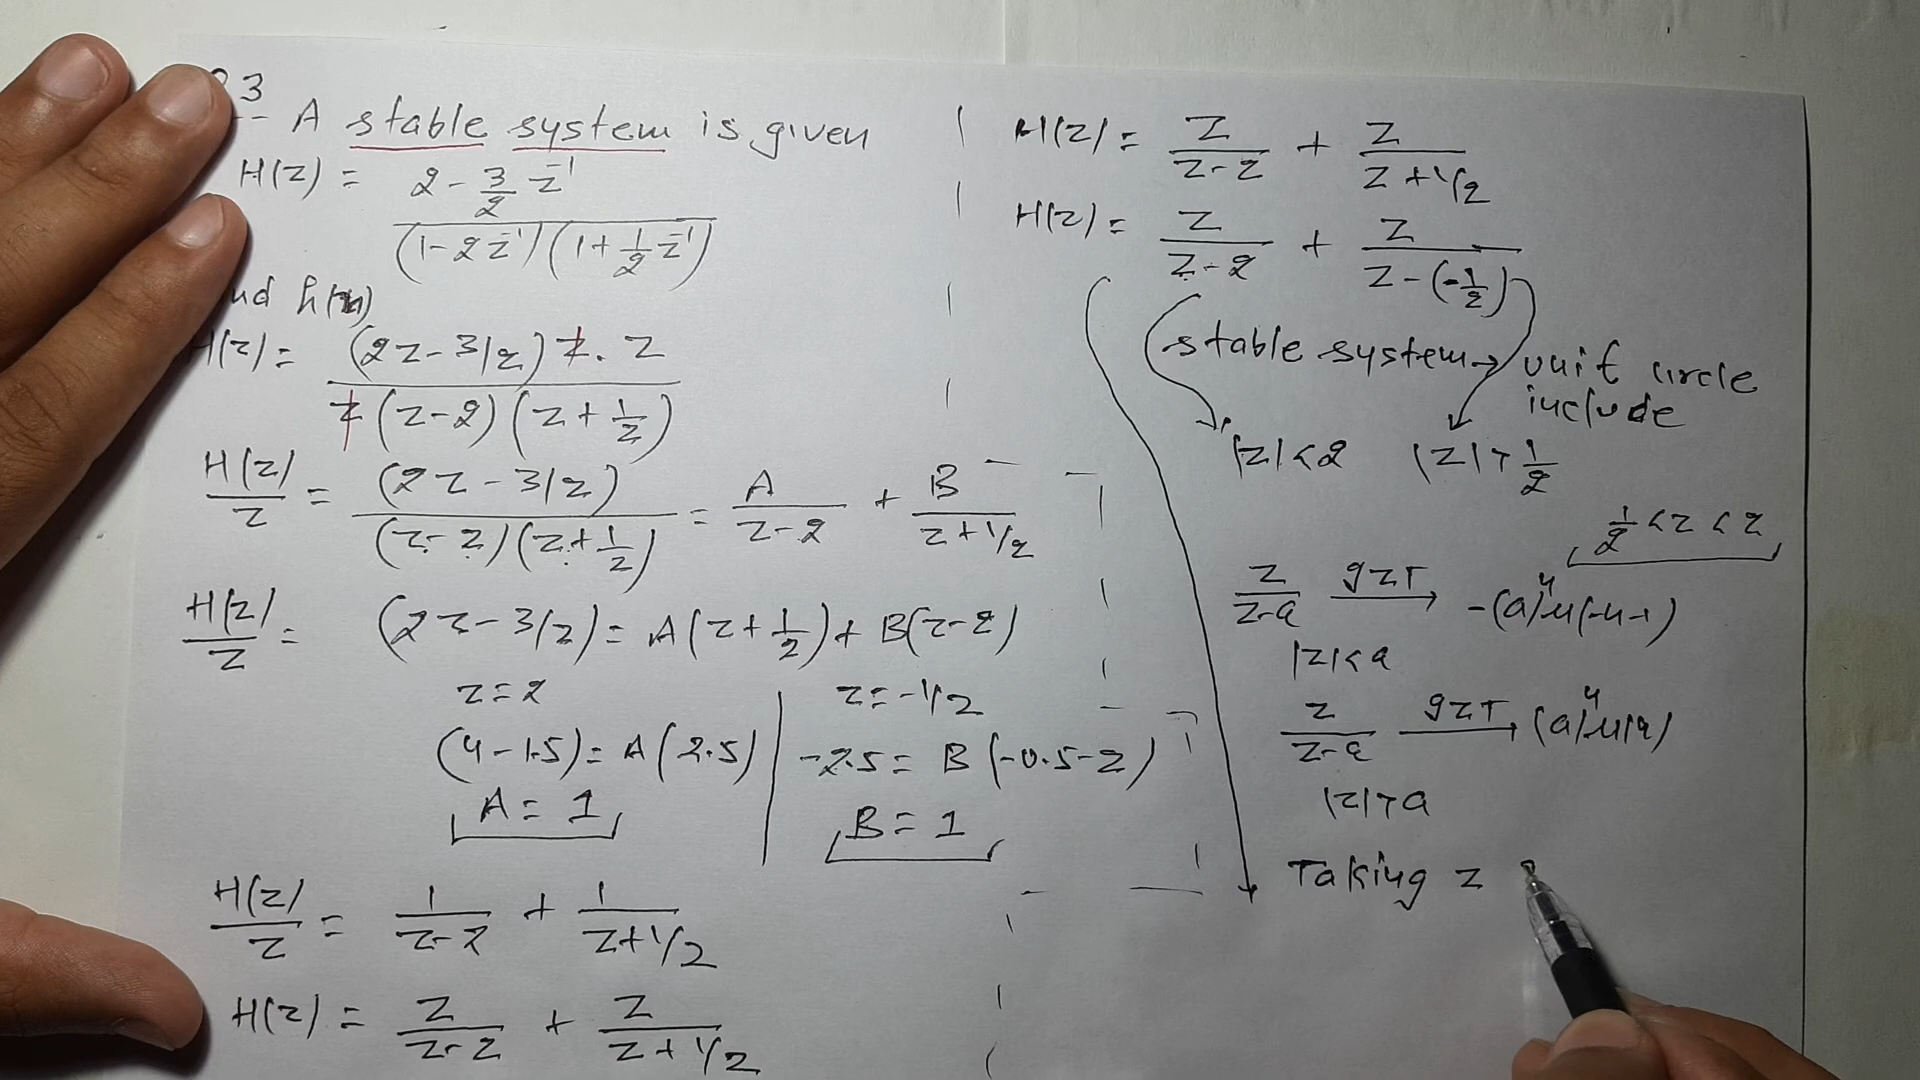 3
A stable system is given
H(z) = 2 - 3/2 z⁻¹ / (1 - 2z⁻¹)(1 + 1/2 z⁻¹)
nd h(n)
H(z) = (2z - 3/2) z . z / z (z - 2)(z + 1/2)
H(z)/z = (2z - 3/2) / (z - 2)(z + 1/2) = A / z - 2 + B / z + 1/2
H(z)/z = (2z - 3/2) = A(z + 1/2) + B(z - 2)
z = 2
(4 - 1.5) = A(2.5)
A = 1
z = -1/2
-2.5 = B(-0.5 - 2)
B = 1
H(z)/z = 1 / z - 2 + 1 / z + 1/2
H(z) = z / z - 2 + z / z + 1/2
H(z) = z / z - 2 + z / z + 1/2
H(z) = z / z - 2 + z / z - (-1/2)
stable system → unit circle
include
|z| < 2 |z| > 1/2
1/2 < z < 2
z / z - a IZT → -(a)ⁿ u(-n-1)
|z| < a
z / z - a IZT → (a)ⁿ u(n)
|z| > a
Taking z